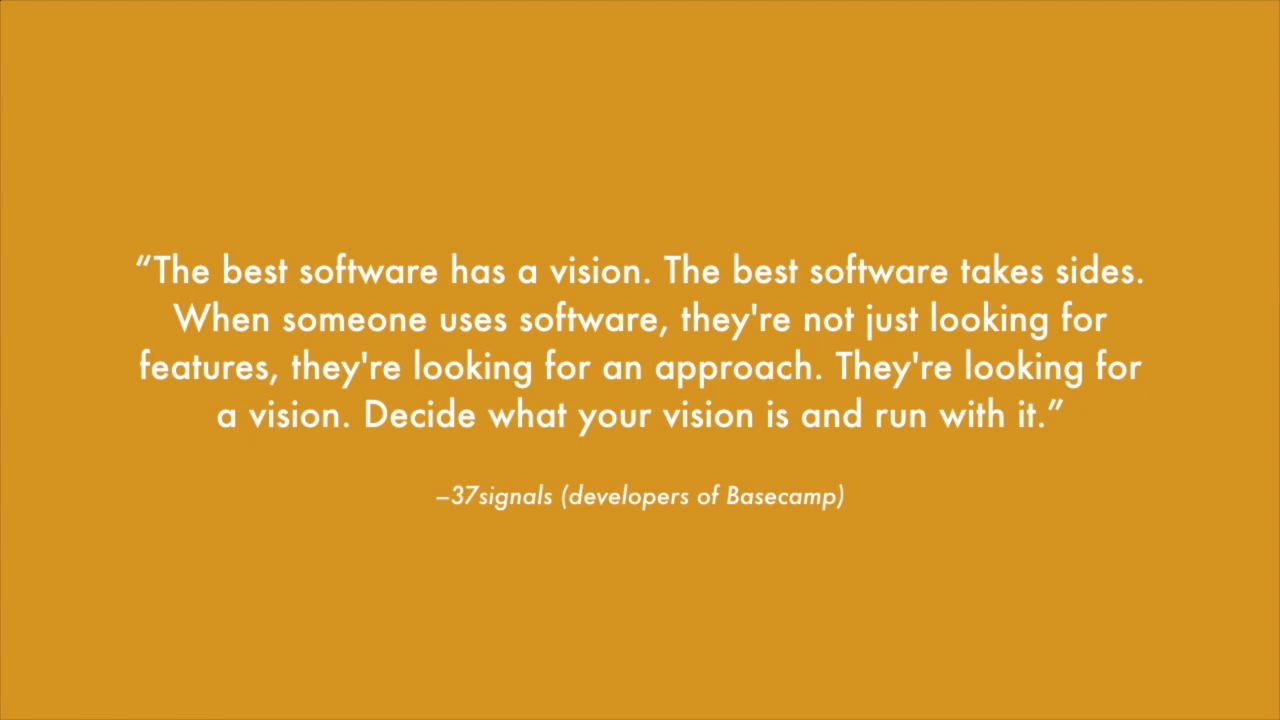 “The best software has a vision. The best software takes sides.
When someone uses software, they're not just looking for
features, they're looking for an approach. They're looking for
a vision. Decide what your vision is and run with it.”
–37signals (developers of Basecamp)